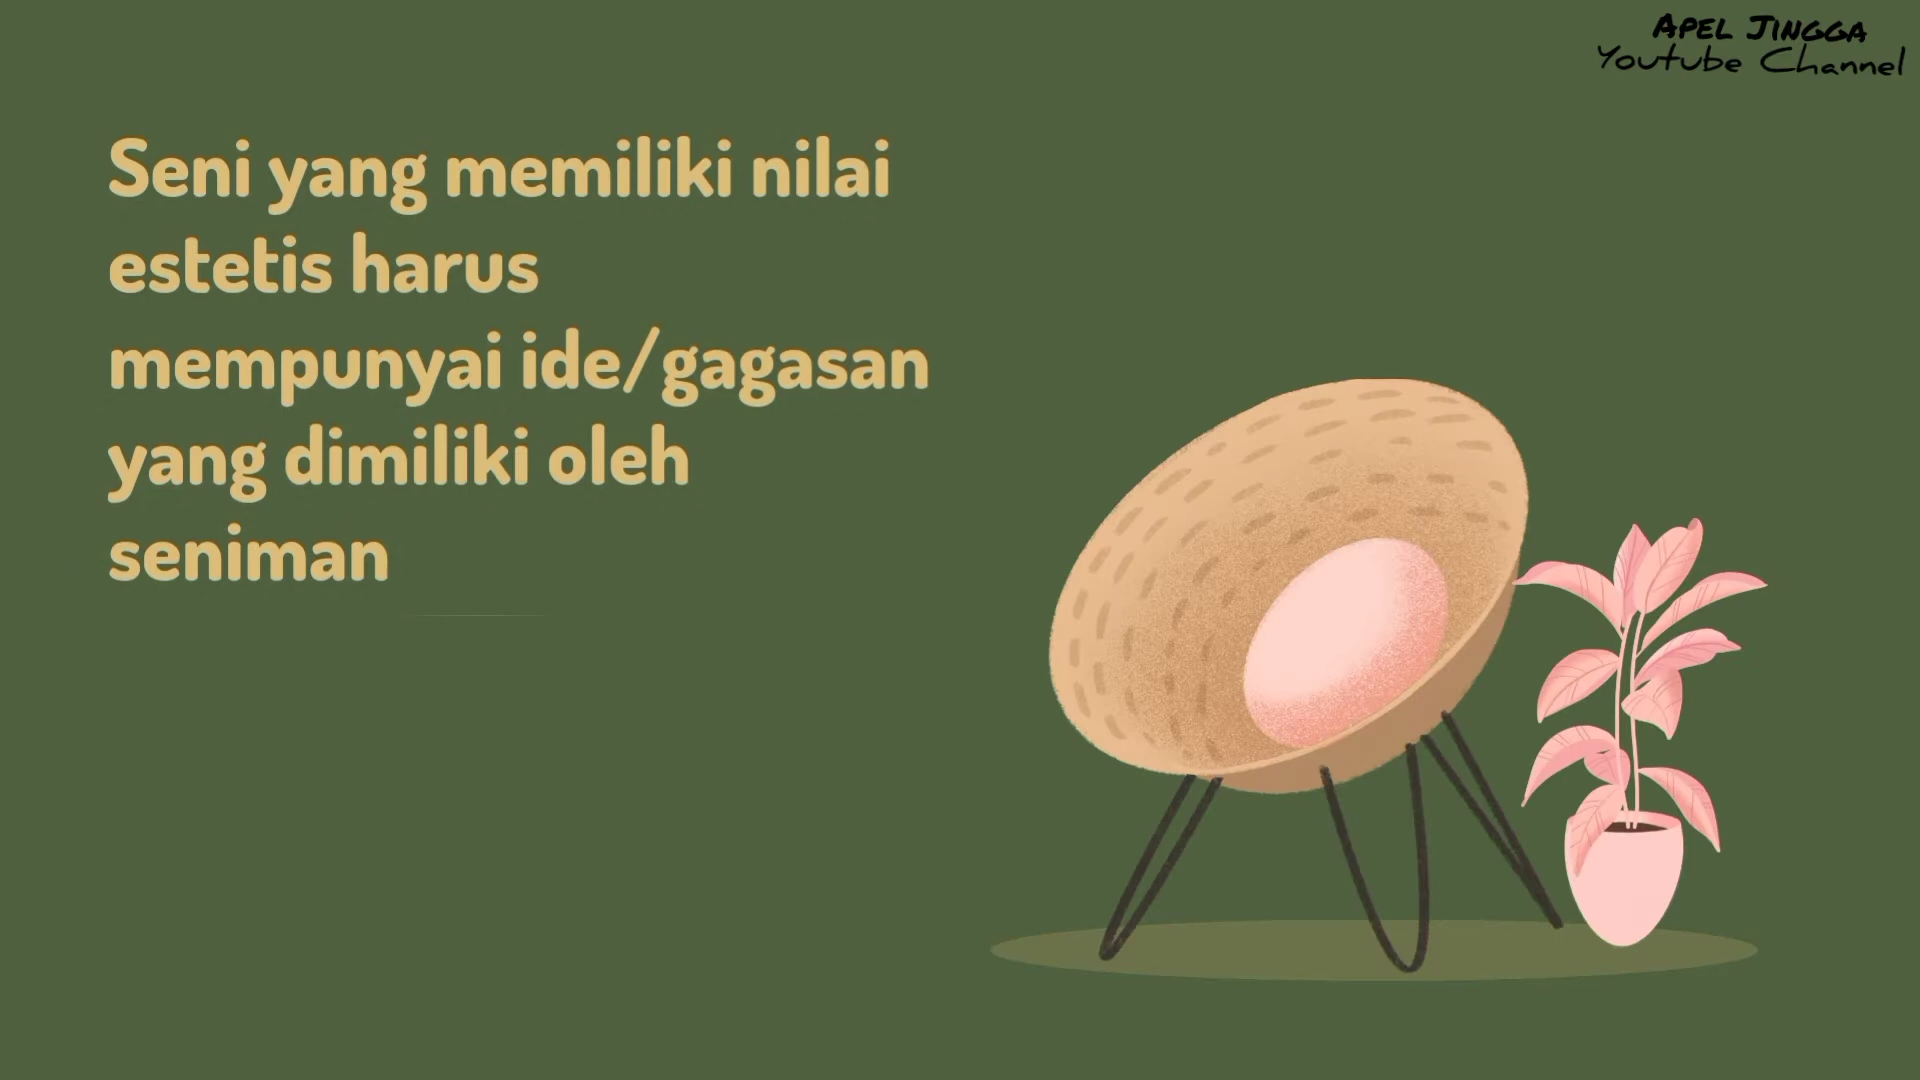 APEL JINGGA
Youtube Channel
Seni yang memiliki nilai
estetis harus
mempunyai ide/gagasan
yang dimiliki oleh
seniman